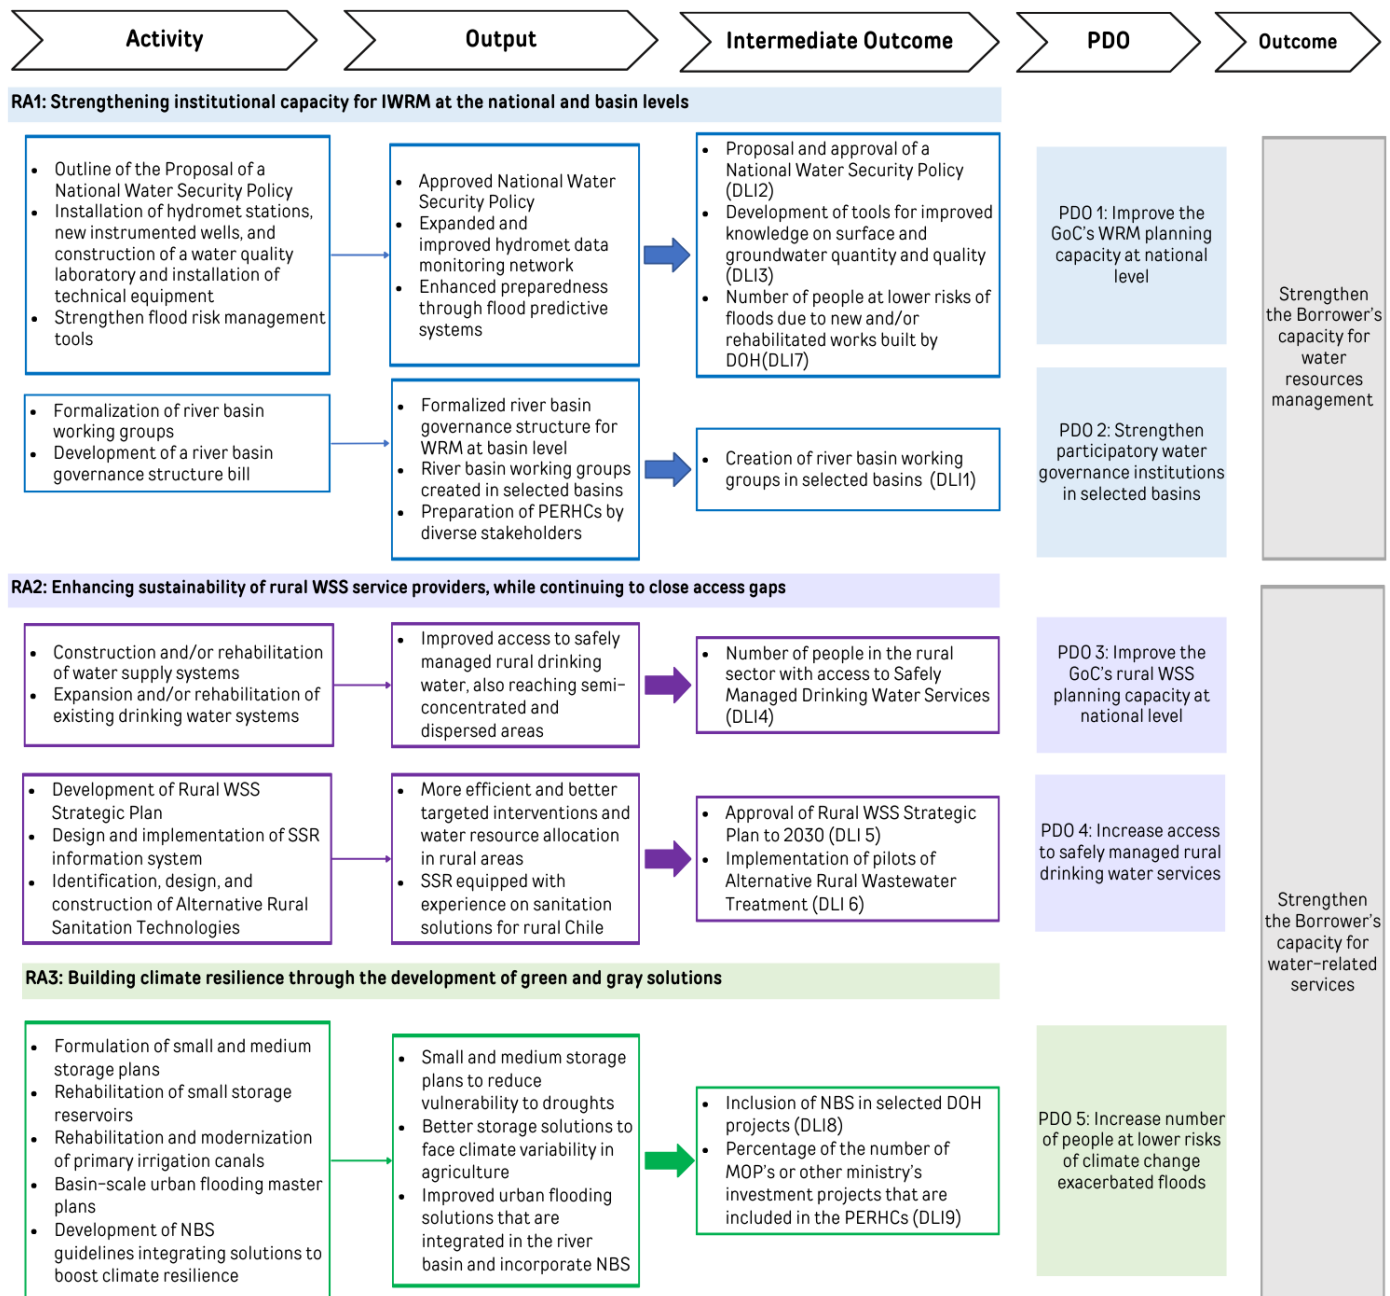 Activity
Output
Intermediate Outcome
PDO
Outcome
RA1: Strengthening institutional capacity for IWRM at the national and basin levels
• Outline of the Proposal of a
National Water Security Policy
• Installation of hydromet stations,
new instrumented wells, and
construction of a water quality
laboratory and installation of
technical equipment
• Strengthen flood risk management
tools
• Approved National Water
Security Policy
• Expanded and
improved hydromet data
monitoring network
• Enhanced preparedness
through flood predictive
systems
• Proposal and approval of a
National Water Security Policy
(DLI2)
• Development of tools for improved
knowledge on surface and
groundwater quantity and quality
(DLI3)
• Number of people at lower risks of
floods due to new and/or
rehabilitated works built by
DOH(DLI7)
PDO 1: Improve the
GoC's WRM planning
capacity at national
level
Strengthen
the Borrower's
capacity for
water
resources
management
• Formalization of river basin
working groups
• Development of a river basin
governance structure bill
• Formalized river basin
governance structure for
WRM at basin level
• River basin working groups
created in selected basins
• Preparation of PERHCs by
diverse stakeholders
• Creation of river basin working
groups in selected basins (DLI1)
PDO 2: Strengthen
participatory water
governance institutions
in selected basins
RA2: Enhancing sustainability of rural WSS service providers, while continuing to close access gaps
• Construction and/or rehabilitation
of water supply systems
• Expansion and/or rehabilitation of
existing drinking water systems
• Improved access to safely
managed rural drinking
water, also reaching semi-
concentrated and
dispersed areas
• Number of people in the rural
sector with access to Safely
Managed Drinking Water Services
(DLI4)
PDO 3: Improve the
GoC's rural WSS
planning capacity at
national level
• Development of Rural WSS
Strategic Plan
• Design and implementation of SSR
information system
• Identification, design, and
construction of Alternative Rural
Sanitation Technologies
• More efficient and better
targeted interventions and
water resource allocation
in rural areas
• SSR equipped with
experience on sanitation
solutions for rural Chile
• Approval of Rural WSS Strategic
Plan to 2030 (DLI 5)
• Implementation of pilots of
Alternative Rural Wastewater
Treatment (DLI 6)
PDO 4: Increase access
to safely managed rural
drinking water services
Strengthen
the Borrower's
capacity for
water-related
services
RA3: Building climate resilience through the development of green and gray solutions
• Formulation of small and medium
storage plans
• Rehabilitation of small storage
reservoirs
• Rehabilitation and modernization
of primary irrigation canals
• Basin-scale urban flooding master
plans
• Development of NBS
guidelines integrating solutions to
boost climate resilience
• Small and medium storage
plans to reduce
vulnerability to droughts
• Better storage solutions to
face climate variability in
agriculture
• Improved urban flooding
solutions that are
integrated in the river
basin and incorporate NBS
• Inclusion of NBS in selected DOH
projects (DLI8)
• Percentage of the number of
MOP's or other ministry's
investment projects that are
included in the PERHCs (DLI9)
PDO 5: Increase number
of people at lower risks
of climate change
exacerbated floods